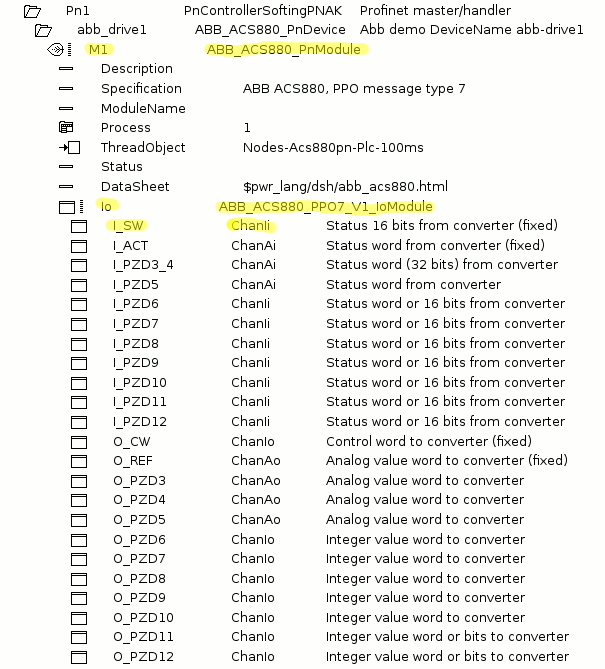 Pn1 PnControllerSoftingPNAK Profinet master/handler
abb_drive1 ABB_ACS880_PnDevice Abb demo DeviceName abb-drive1
M1 ABB_ACS880_PnModule
Description
Specification ABB ACS880, PPO message type 7
ModuleName
Process 1
ThreadObject Nodes-Acs880pn-Plc-100ms
Status
DataSheet $pwr_lang/dsh/abb_acs880.html
Io ABB_ACS880_PPO7_V1_IoModule
I_SW ChanIi Status 16 bits from converter (fixed)
I_ACT ChanAi Status word from converter (fixed)
I_PZD3_4 ChanAi Status word (32 bits) from converter
I_PZD5 ChanAi Status word from converter
I_PZD6 ChanIi Status word or 16 bits from converter
I_PZD7 ChanIi Status word or 16 bits from converter
I_PZD8 ChanIi Status word or 16 bits from converter
I_PZD9 ChanIi Status word or 16 bits from converter
I_PZD10 ChanIi Status word or 16 bits from converter
I_PZD11 ChanIi Status word or 16 bits from converter
I_PZD12 ChanIi Status word or 16 bits from converter
O_CW ChanIo Control word to converter (fixed)
O_REF ChanAo Analog value word to converter (fixed)
O_PZD3 ChanAo Analog value word to converter
O_PZD4 ChanAo Analog value word to converter
O_PZD5 ChanAo Analog value word to converter
O_PZD6 ChanIo Integer value word to converter
O_PZD7 ChanIo Integer value word to converter
O_PZD8 ChanIo Integer value word to converter
O_PZD9 ChanIo Integer value word to converter
O_PZD10 ChanIo Integer value word to converter
O_PZD11 ChanIo Integer value word or bits to converter
O_PZD12 ChanIo Integer value word or bits to converter